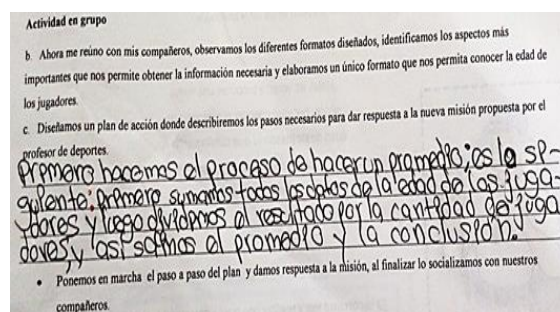 Actividad en grupo
b. Ahora me reúno con mis compañeros, observamos los diferentes formatos diseñados, identificamos los aspectos más
importantes que nos permite obtener la información necesaria y elaboramos un único formato que nos permita conocer la edad de
los jugadores.
c. Diseñamos un plan de acción donde describiremos los pasos necesarios para dar respuesta a la nueva misión propuesta por el
profesor de deportes.
Primero hacemos el proceso de hacer un promedio; es lo si-
guiente: primero sumamos todos los datos de la edad de los juga-
dores y luego dividimos el resultado por la cantidad de juga
dores, y así sacamos el promedio y la conclusión.
• Ponemos en marcha el paso a paso del plan y damos respuesta a la misión, al finalizar lo socializamos con nuestros
compañeros.